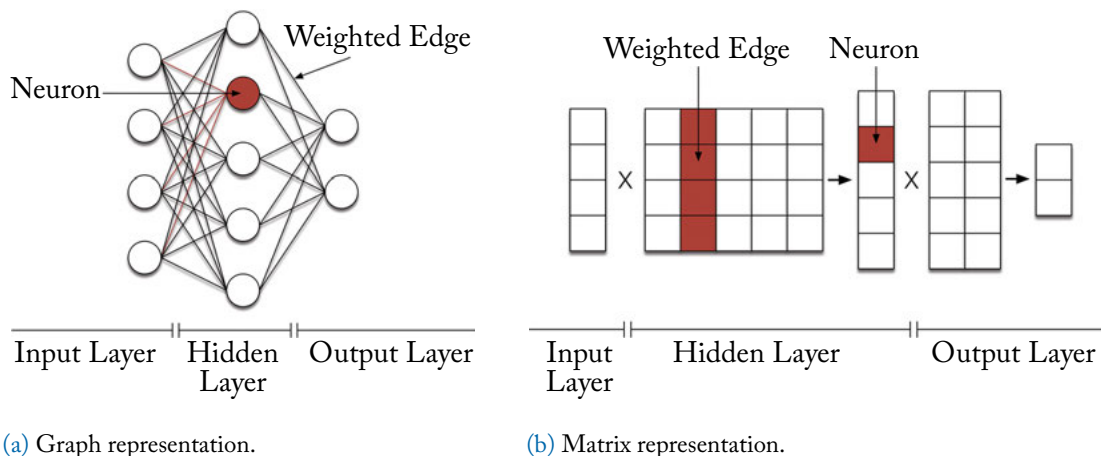 Weighted Edge
Neuron
Input Layer
Hidden
Layer
Output Layer
(a) Graph representation.
Weighted Edge
Neuron
X
X
Input
Layer
Hidden Layer
Output Layer
(b) Matrix representation.